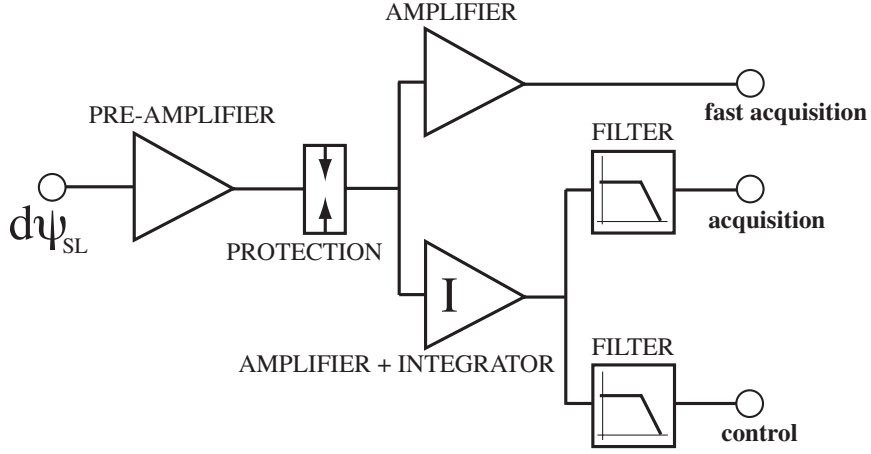 AMPLIFIER
fast acquisition
PRE-AMPLIFIER
FILTER
dψSL
acquisition
PROTECTION
I
AMPLIFIER + INTEGRATOR
FILTER
control